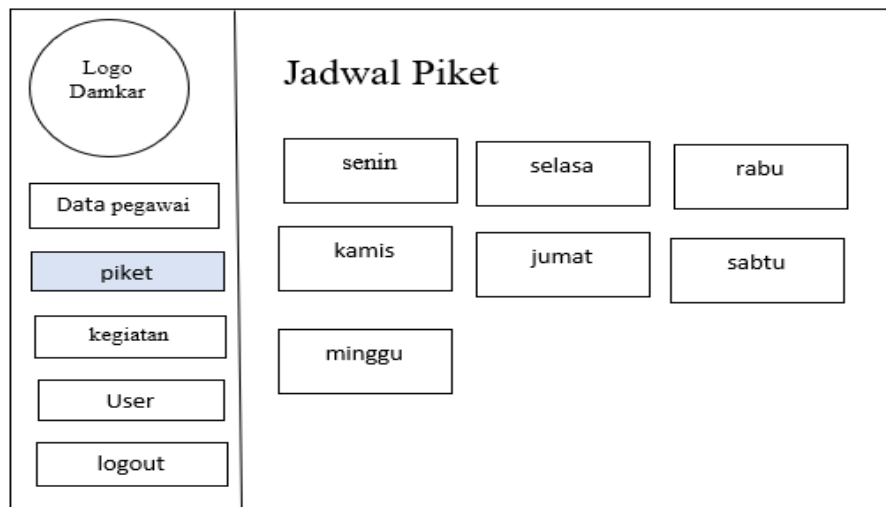 Logo
Damkar
Data pegawai
piket
kegiatan
User
logout
Jadwal Piket
senin
selasa
rabu
kamis
jumat
sabtu
minggu